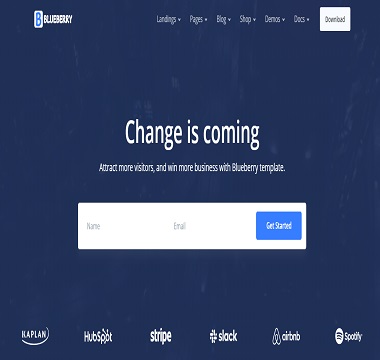 B BLUEBERRY
Landings Pages Blog Shop Demos Docs Download
Change is coming
Attract more visitors, and win more business with Blueberry template.
Name Email Get Started
KAPLAN HubSpot stripe slack airbnb Spotify